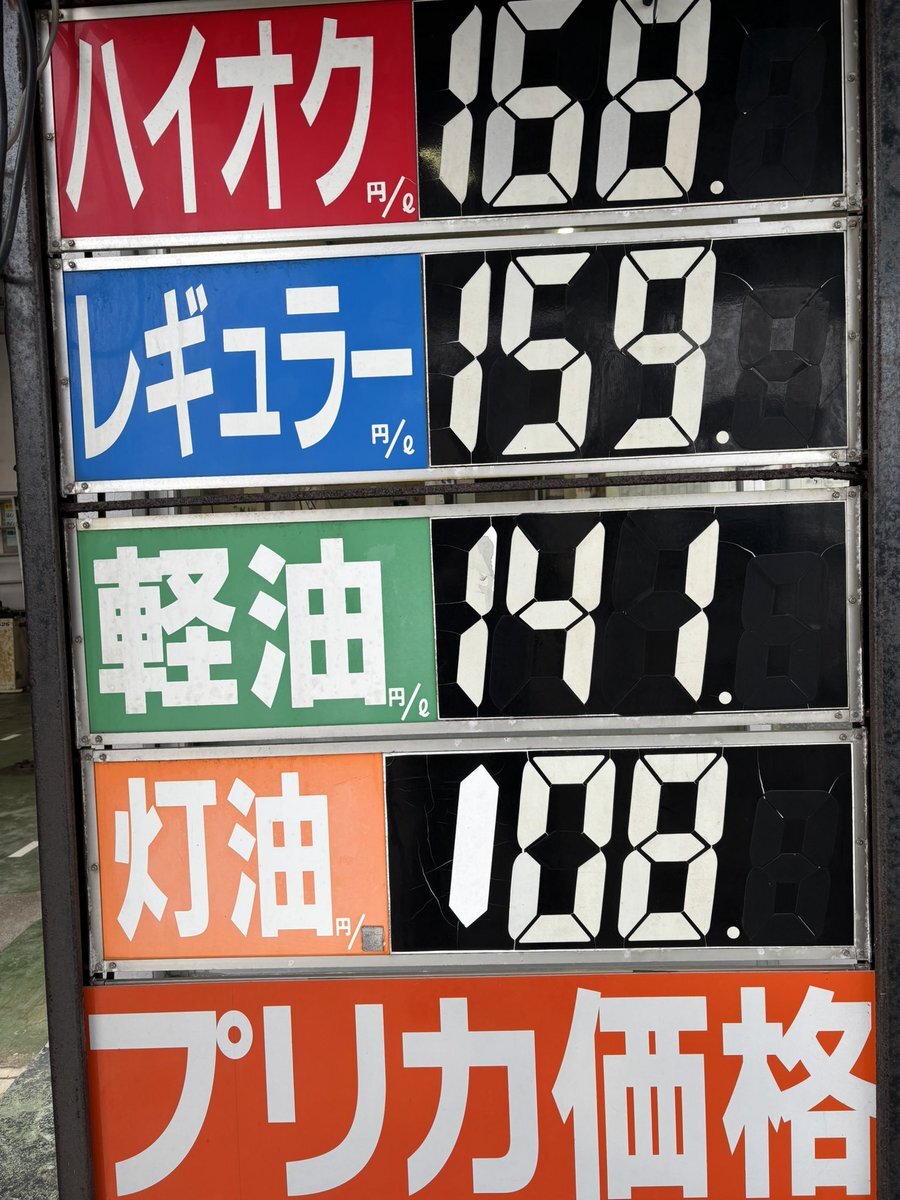 ハイオク 円/ℓ 168.
レギュラー 円/ℓ 159.
軽油 円/ℓ 141.
灯油 円/ 108.
プリカ価格